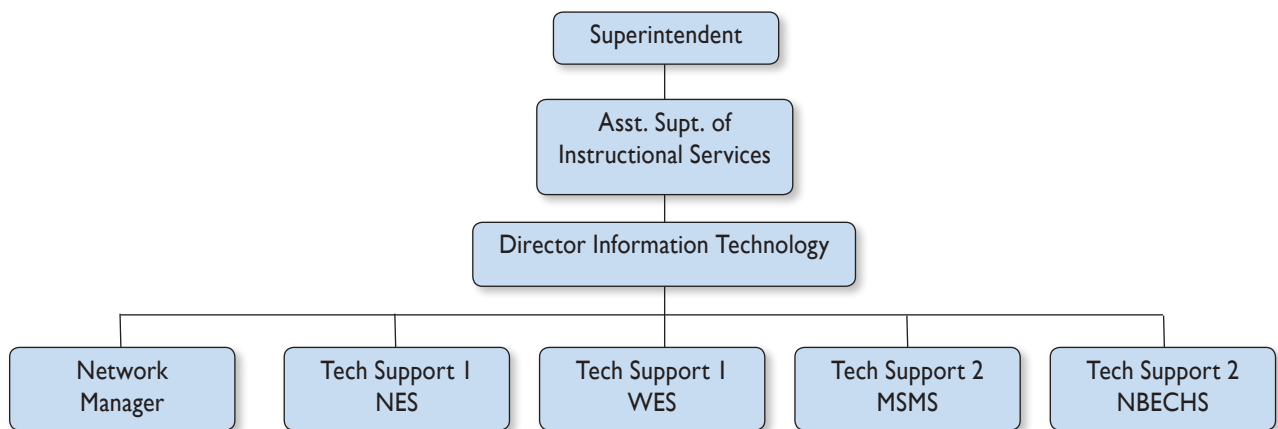 Superintendent
Asst. Supt. of
Instructional Services
Director Information Technology
Network
Manager
Tech Support 1
NES
Tech Support 1
WES
Tech Support 2
MSMS
Tech Support 2
NBECHS